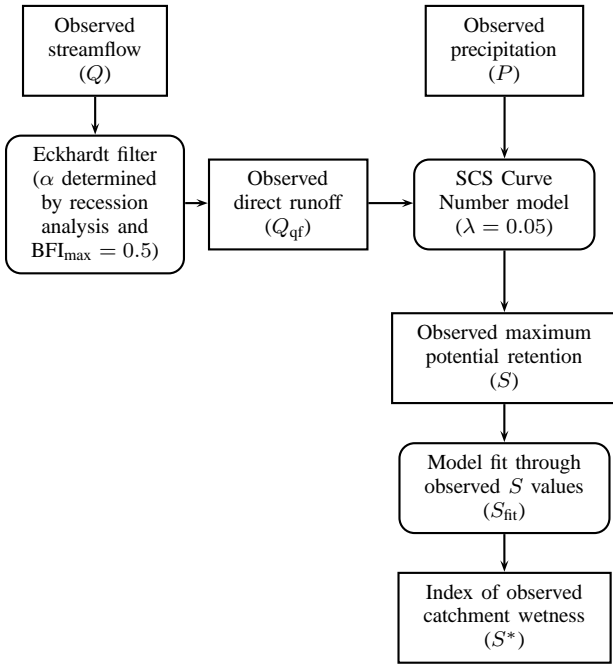 Observed
streamflow
(Q)
Observed
precipitation
(P)
Eckhardt filter
(α determined
by recession
analysis and
BFI_max = 0.5)
Observed
direct runoff
(Q_qf)
SCS Curve
Number model
(λ = 0.05)
Observed maximum
potential retention
(S)
Model fit through
observed S values
(S_fit)
Index of observed
catchment wetness
(S*)